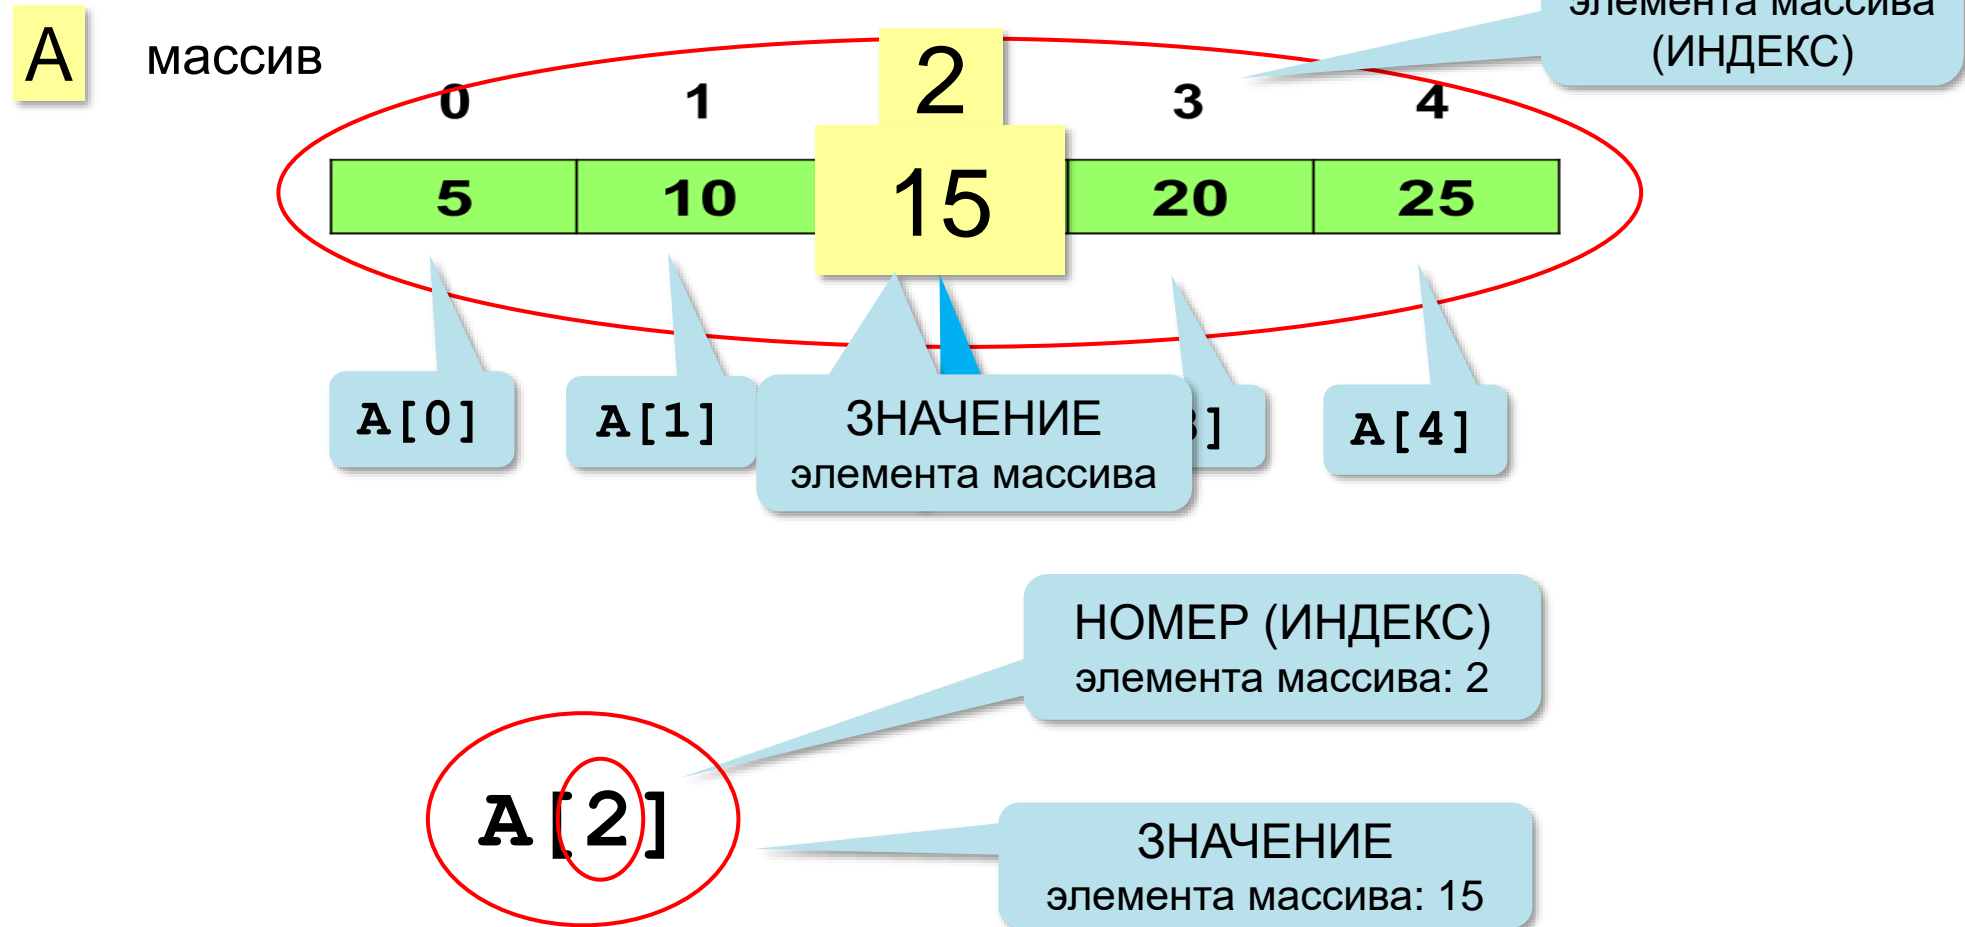 элемента массива
(ИНДЕКС)
A массив
0 1 2 3 4
5 10 15 20 25
A[0] A[1] ]  A[4]
ЗНАЧЕНИЕ
элемента массива
НОМЕР (ИНДЕКС)
элемента массива: 2
A[2]
ЗНАЧЕНИЕ
элемента массива: 15